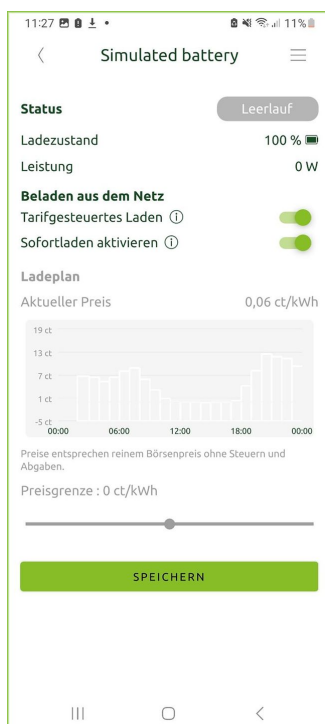 11:27 11%
Simulated battery
Status Leerlauf
Ladezustand 100 %
Leistung 0 W
Beladen aus dem Netz
Tarifgesteuertes Laden
Sofortladen aktivieren
Ladeplan
Aktueller Preis 0,06 ct/kWh
19 ct
13 ct
7 ct
1 ct
-5 ct
00:00 06:00 12:00 18:00 00:00
Preise entsprechen reinem Börsenpreis ohne Steuern und
Abgaben.
Preisgrenze : 0 ct/kWh
SPEICHERN